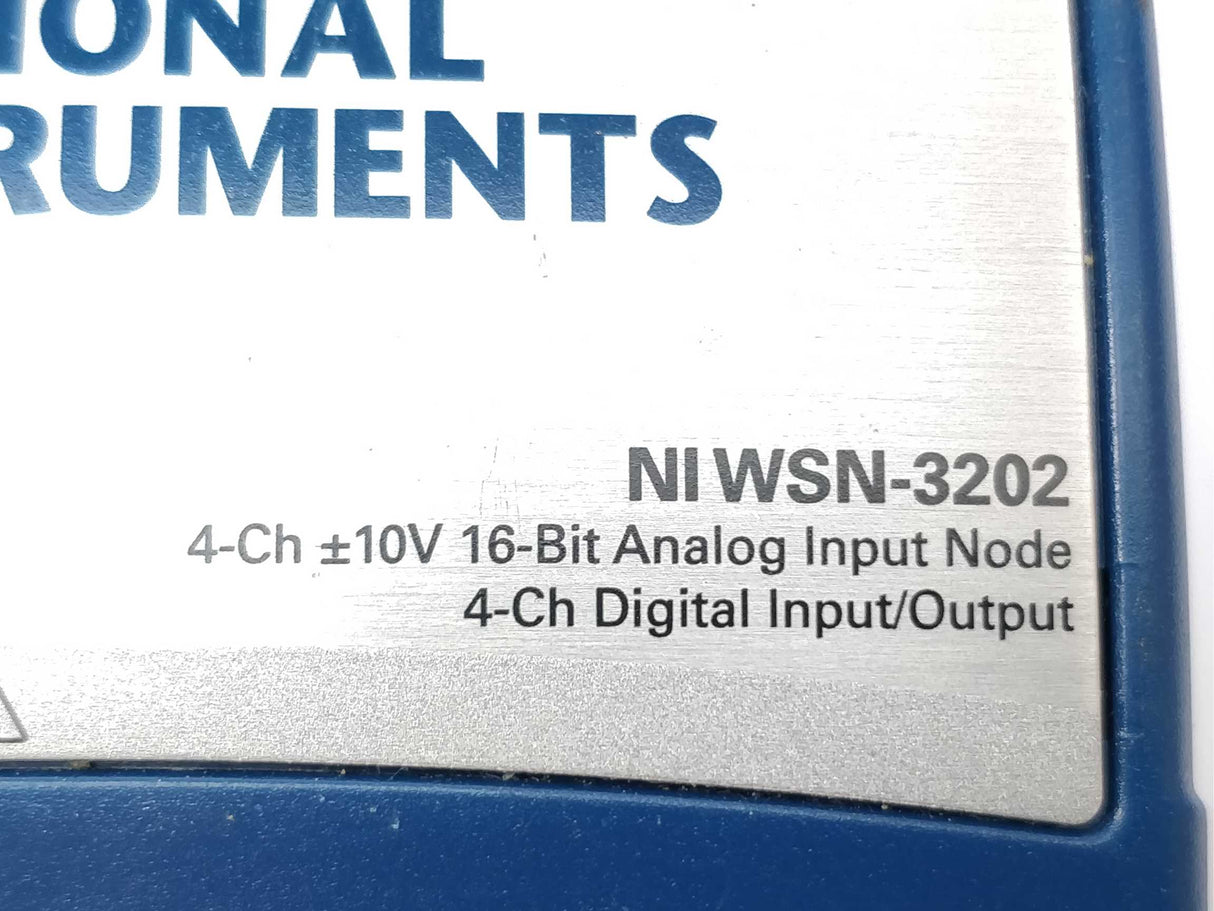 IONAL
RUMENTS
NI WSN-3202
4-Ch ±10V 16-Bit Analog Input Node
4-Ch Digital Input/Output